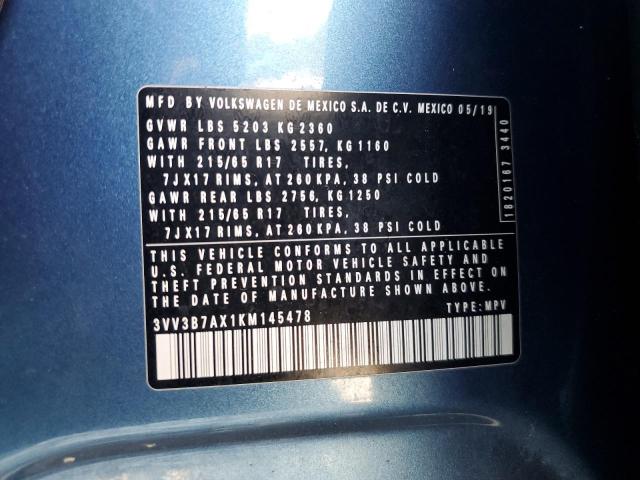 MFD BY VOLKSWAGEN DE MEXICO S.A. DE C.V. MEXICO 05/19
GVWR LBS 5203 KG 2360
GAWR FRONT LBS 2557, KG 1160
WITH 215/65 R17 TIRES,
7JX17 RIMS, AT 260 KPA, 38 PSI COLD
GAWR REAR LBS 2756, KG 1250
WITH 215/65 R17 TIRES,
7JX17 RIMS, AT 260 KPA, 38 PSI COLD
THIS VEHICLE CONFORMS TO ALL APPLICABLE
U.S. FEDERAL MOTOR VEHICLE SAFETY AND
THEFT PREVENTION STANDARDS IN EFFECT ON
THE DATE OF MANUFACTURE SHOWN ABOVE.
3VV3B7AX1KM145478 TYPE: MPV
1820167 3440